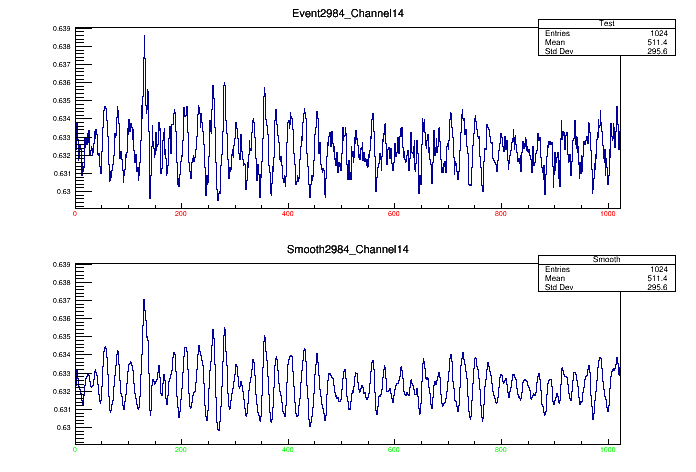 Event2984_Channel14
Test
Entries 1024
Mean 511.4
Std Dev 295.6
0.639
0.638
0.637
0.636
0.635
0.634
0.633
0.632
0.631
0.63
0 200 400 600 800 1000
Smooth2984_Channel14
Smooth
Entries 1024
Mean 511.4
Std Dev 295.6
0.639
0.638
0.637
0.636
0.635
0.634
0.633
0.632
0.631
0.63
0 200 400 600 800 1000